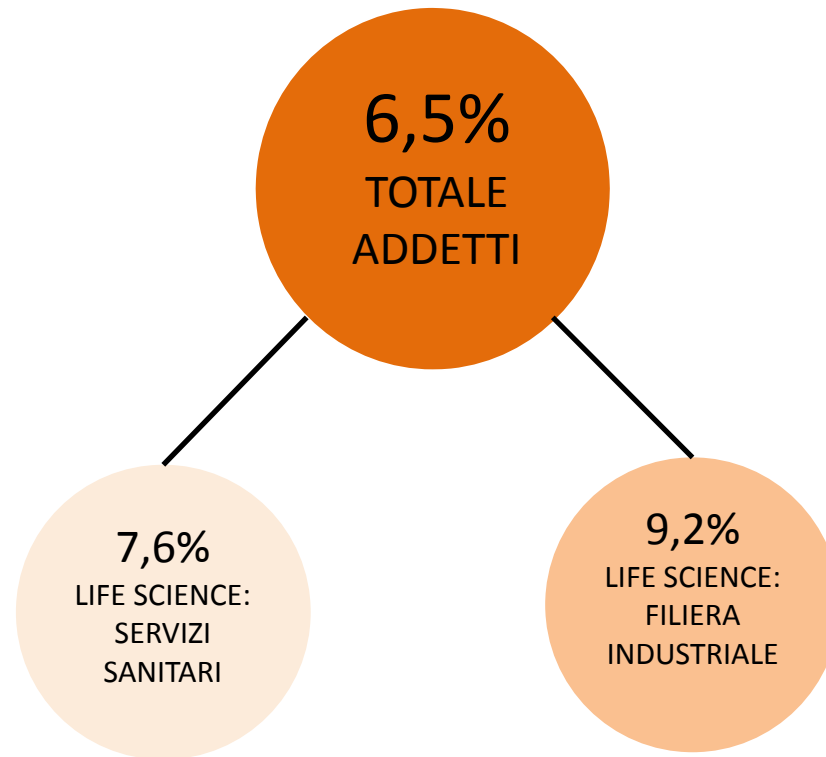 6,5%
TOTALE
ADDETTI
7,6%
LIFE SCIENCE:
SERVIZI
SANITARI
9,2%
LIFE SCIENCE:
FILIERA
INDUSTRIALE